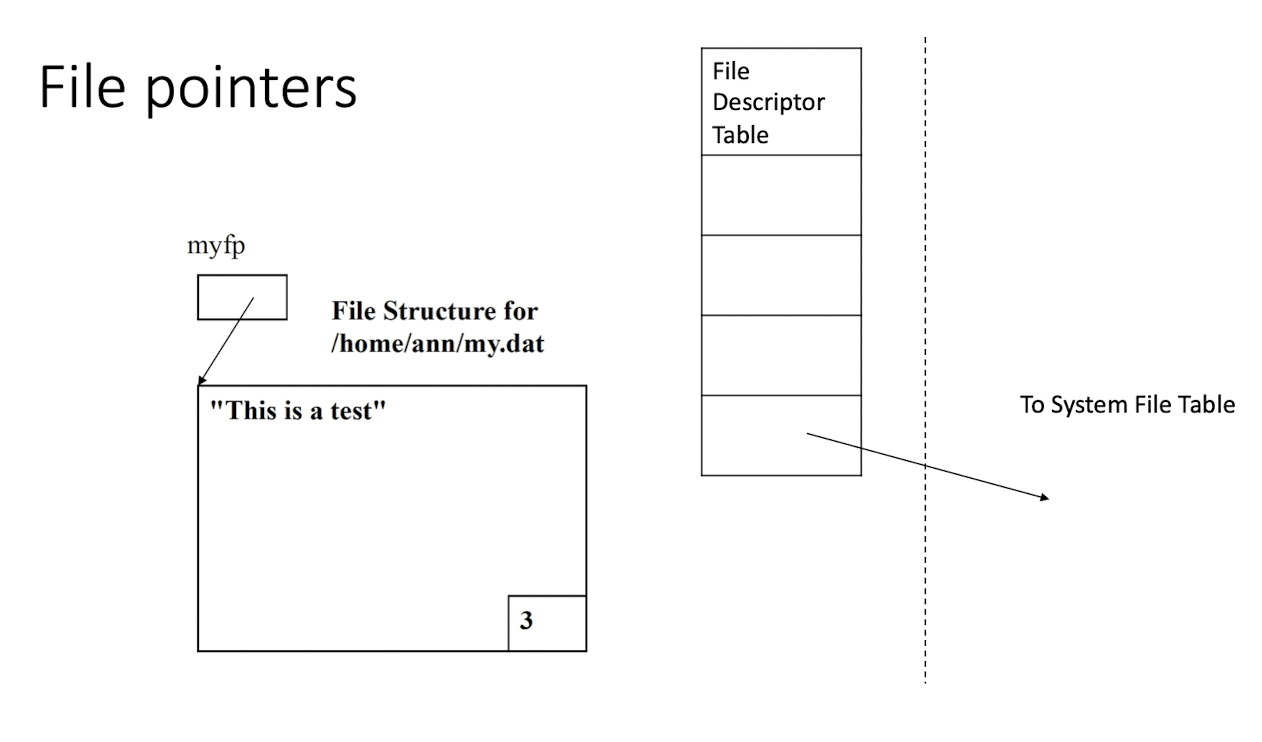 File pointers
File
Descriptor
Table
myfp
File Structure for
/home/ann/my.dat
"This is a test"
To System File Table
3